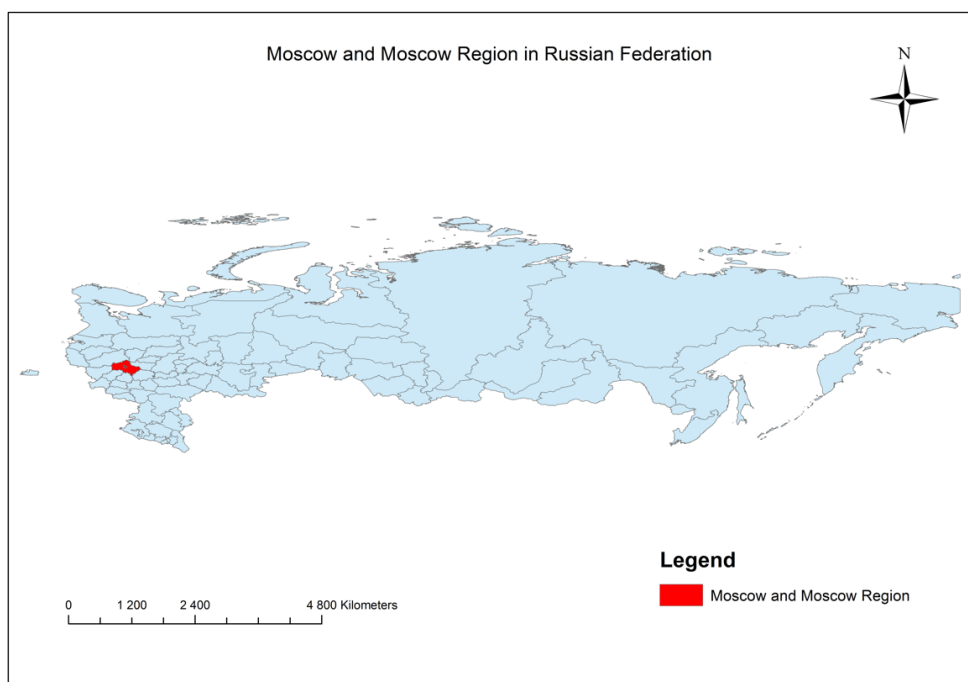 Moscow and Moscow Region in Russian Federation
N
Legend
Moscow and Moscow Region
0 1 200 2 400 4 800 Kilometers